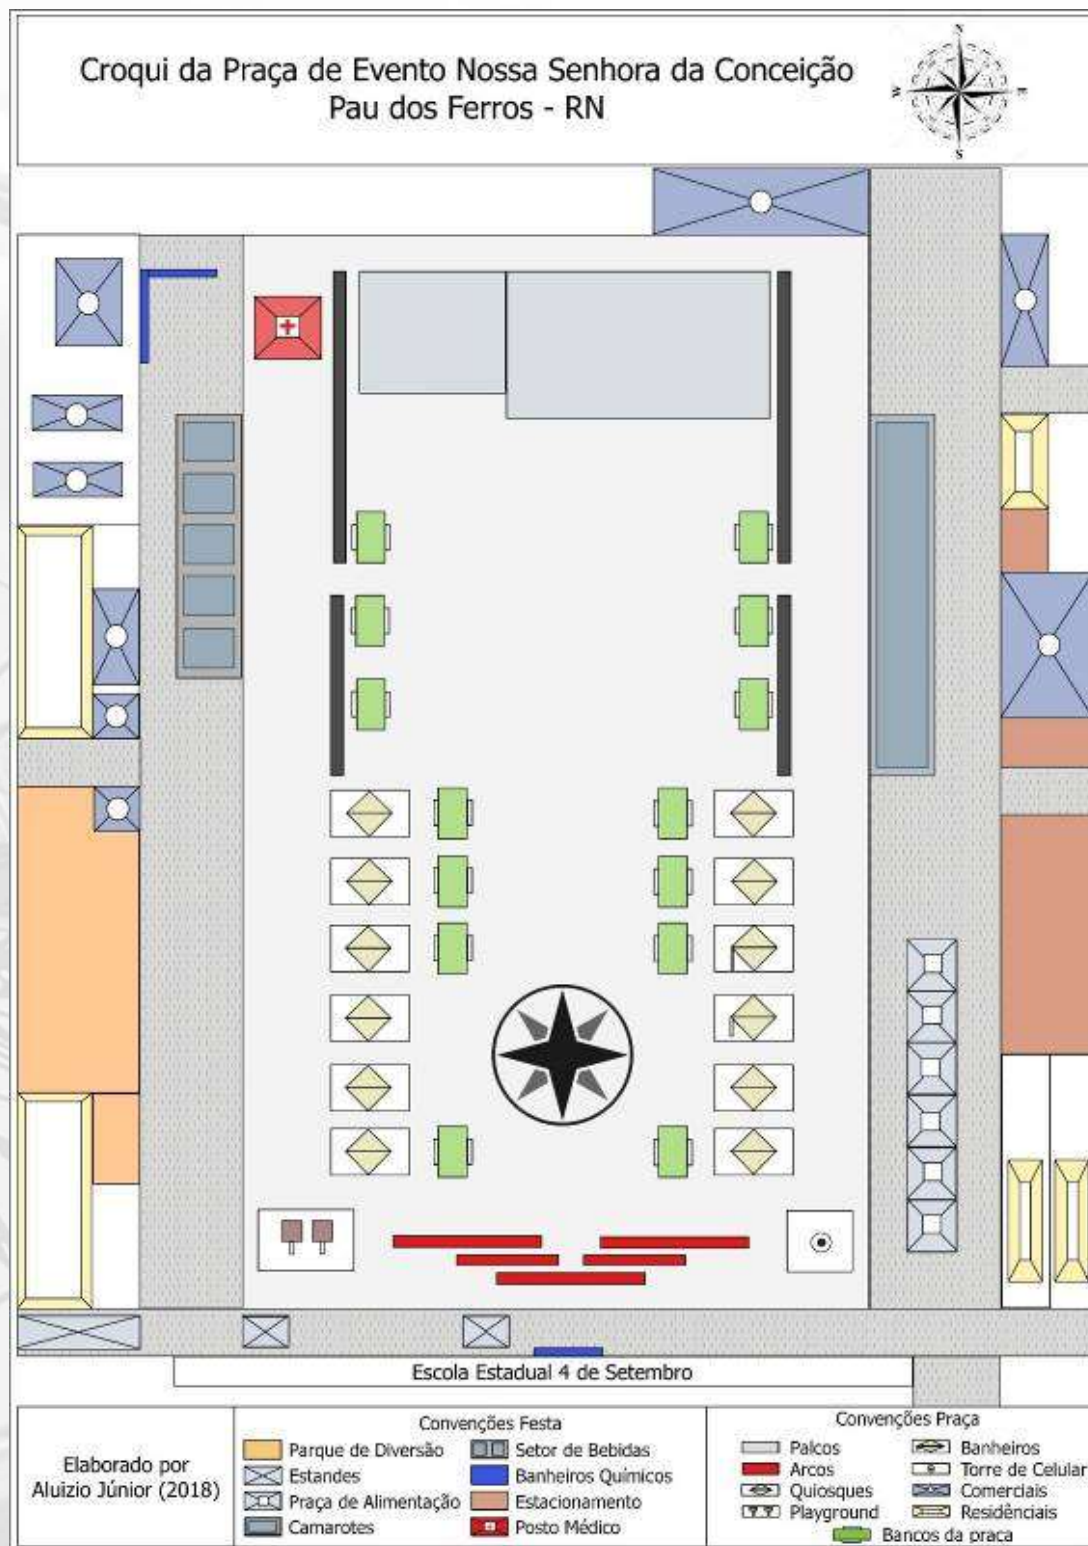 Croqui da Praça de Evento Nossa Senhora da Conceição
Pau dos Ferros - RN
N
W
E
S
Escola Estadual 4 de Setembro
Elaborado por
Aluizio Júnior (2018)
Convenções Festa
Parque de Diversão
Estandes
Praça de Alimentação
Camarotes
Setor de Bebidas
Banheiros Químicos
Estacionamento
Posto Médico
Convenções Praça
Palcos
Arcos
Quiosques
Playground
Banheiros
Torre de Celular
Comerciais
Residênciais
Bancos da praca